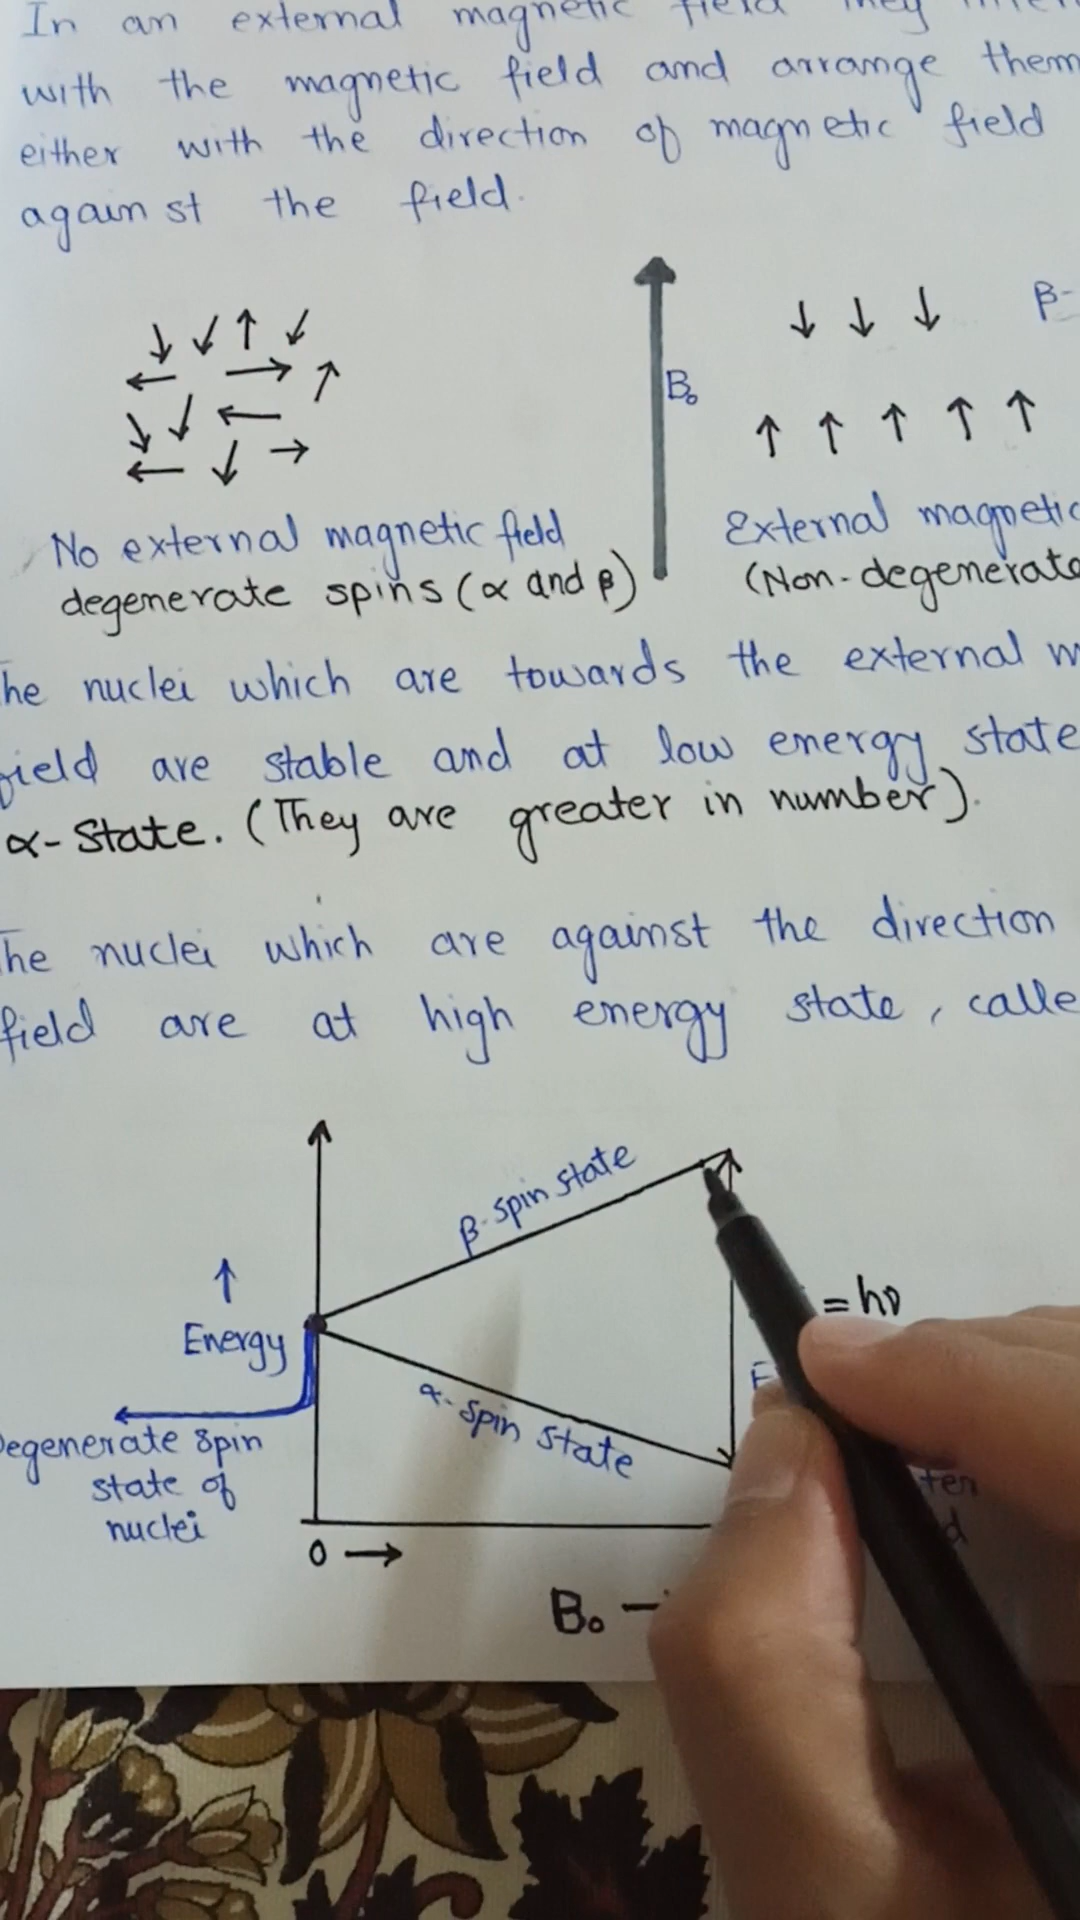 In an external magnetic field they
with the magnetic field and arrange them
either with the direction of magnetic field
against the field.
β-
B₀
No external magnetic field
degenerate spins (α and β)
External magnetic
(Non-degenerate
he nuclei which are towards the external m
field are stable and at low energy state
α-State. (They are greater in number).
The nuclei which are against the direction
field are at high energy state, calle
β-spin state
= hν
↑
Energy
α-spin state
Degenerate spin
state of
nuclei
0 →
B₀